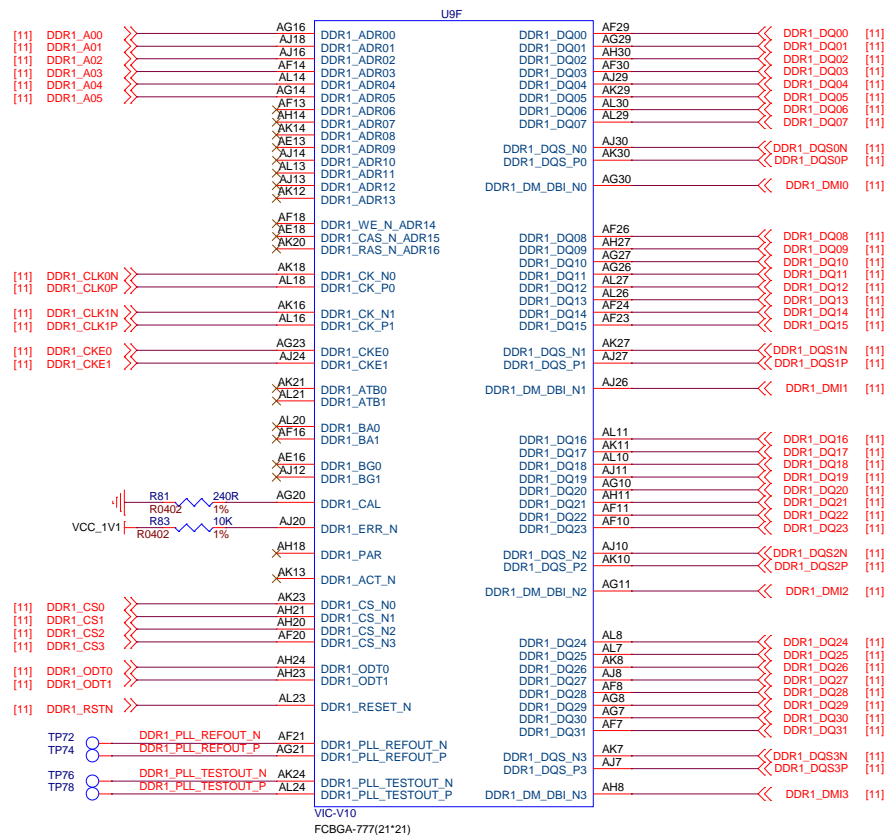 U9F
[11] DDR1_A00 AG16 DDR1_ADR00 DDR1_DQ00 AF29 DDR1_DQ00 [11]
[11] DDR1_A01 AJ18 DDR1_ADR01 DDR1_DQ01 AG29 DDR1_DQ01 [11]
[11] DDR1_A02 AJ16 DDR1_ADR02 DDR1_DQ02 AH30 DDR1_DQ02 [11]
[11] DDR1_A03 AF14 DDR1_ADR03 DDR1_DQ03 AF30 DDR1_DQ03 [11]
[11] DDR1_A04 AL14 DDR1_ADR04 DDR1_DQ04 AJ29 DDR1_DQ04 [11]
[11] DDR1_A05 AG14 DDR1_ADR05 DDR1_DQ05 AK29 DDR1_DQ05 [11]
AF13 DDR1_ADR06 DDR1_DQ06 AL30 DDR1_DQ06 [11]
AH14 DDR1_ADR07 DDR1_DQ07 AL29 DDR1_DQ07 [11]
AK14 DDR1_ADR08
AE13 DDR1_ADR09 DDR1_DQS_N0 AJ30 DDR1_DQS0N [11]
AJ14 DDR1_ADR10 DDR1_DQS_P0 AK30 DDR1_DQS0P [11]
AL13 DDR1_ADR11
AJ13 DDR1_ADR12 DDR1_DM_DBI_N0 AG30 DDR1_DMI0 [11]
AK12 DDR1_ADR13
AF18 DDR1_WE_N_ADR14
AE18 DDR1_CAS_N_ADR15 DDR1_DQ08 AF26 DDR1_DQ08 [11]
AK20 DDR1_RAS_N_ADR16 DDR1_DQ09 AH27 DDR1_DQ09 [11]
DDR1_DQ10 AG27 DDR1_DQ10 [11]
[11] DDR1_CLK0N AK18 DDR1_CK_N0 DDR1_DQ11 AG26 DDR1_DQ11 [11]
[11] DDR1_CLK0P AL18 DDR1_CK_P0 DDR1_DQ12 AL27 DDR1_DQ12 [11]
DDR1_DQ13 AL26 DDR1_DQ13 [11]
[11] DDR1_CLK1N AK16 DDR1_CK_N1 DDR1_DQ14 AF24 DDR1_DQ14 [11]
[11] DDR1_CLK1P AL16 DDR1_CK_P1 DDR1_DQ15 AF23 DDR1_DQ15 [11]
[11] DDR1_CKE0 AG23 DDR1_CKE0 DDR1_DQS_N1 AK27 DDR1_DQS1N [11]
[11] DDR1_CKE1 AJ24 DDR1_CKE1 DDR1_DQS_P1 AJ27 DDR1_DQS1P [11]
AK21 DDR1_ATB0 DDR1_DM_DBI_N1 AJ26 DDR1_DMI1 [11]
AL21 DDR1_ATB1
AL20 DDR1_BA0
AF16 DDR1_BA1 DDR1_DQ16 AL11 DDR1_DQ16 [11]
DDR1_DQ17 AK11 DDR1_DQ17 [11]
AE16 DDR1_BG0 DDR1_DQ18 AL10 DDR1_DQ18 [11]
AJ12 DDR1_BG1 DDR1_DQ19 AJ11 DDR1_DQ19 [11]
DDR1_DQ20 AG10 DDR1_DQ20 [11]
R81 240R AG20 DDR1_CAL DDR1_DQ21 AH11 DDR1_DQ21 [11]
R0402 1% DDR1_DQ22 AF11 DDR1_DQ22 [11]
VCC_1V1 R83 10K AJ20 DDR1_ERR_N DDR1_DQ23 AF10 DDR1_DQ23 [11]
R0402 1%
AH18 DDR1_PAR DDR1_DQS_N2 AJ10 DDR1_DQS2N [11]
DDR1_DQS_P2 AK10 DDR1_DQS2P [11]
AK13 DDR1_ACT_N
DDR1_DM_DBI_N2 AG11 DDR1_DMI2 [11]
[11] DDR1_CS0 AK23 DDR1_CS_N0
[11] DDR1_CS1 AH21 DDR1_CS_N1
[11] DDR1_CS2 AH20 DDR1_CS_N2
[11] DDR1_CS3 AF20 DDR1_CS_N3 DDR1_DQ24 AL8 DDR1_DQ24 [11]
DDR1_DQ25 AL7 DDR1_DQ25 [11]
[11] DDR1_ODT0 AH24 DDR1_ODT0 DDR1_DQ26 AK8 DDR1_DQ26 [11]
[11] DDR1_ODT1 AH23 DDR1_ODT1 DDR1_DQ27 AJ8 DDR1_DQ27 [11]
DDR1_DQ28 AF8 DDR1_DQ28 [11]
[11] DDR1_RSTN AL23 DDR1_RESET_N DDR1_DQ29 AG8 DDR1_DQ29 [11]
DDR1_DQ30 AG7 DDR1_DQ30 [11]
DDR1_DQ31 AF7 DDR1_DQ31 [11]
TP72 DDR1_PLL_REFOUT_N AF21 DDR1_PLL_REFOUT_N
TP74 DDR1_PLL_REFOUT_P AG21 DDR1_PLL_REFOUT_P DDR1_DQS_N3 AK7 DDR1_DQS3N [11]
DDR1_DQS_P3 AJ7 DDR1_DQS3P [11]
TP76 DDR1_PLL_TESTOUT_N AK24 DDR1_PLL_TESTOUT_N
TP78 DDR1_PLL_TESTOUT_P AL24 DDR1_PLL_TESTOUT_P DDR1_DM_DBI_N3 AH8 DDR1_DMI3 [11]
VIC-V10
FCBGA-777(21*21)